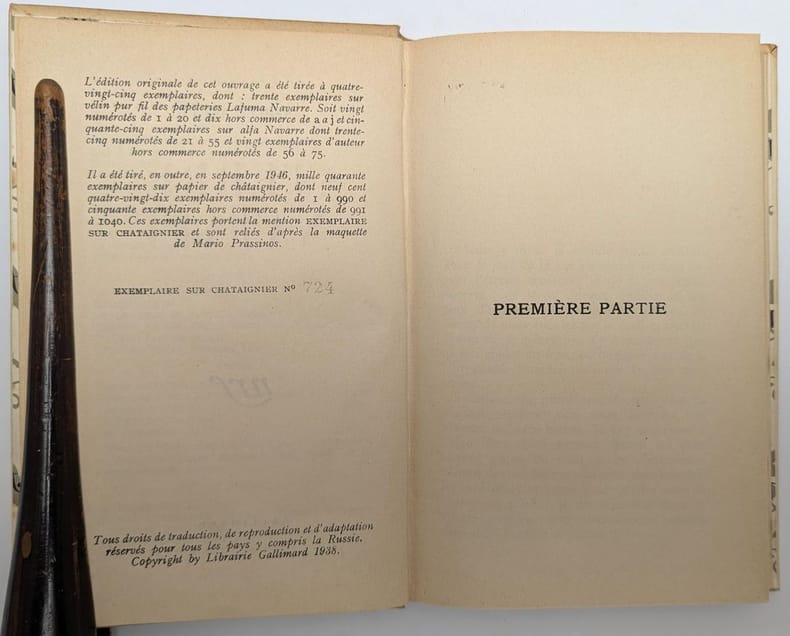 L'édition originale de cet ouvrage a été tirée à quatre-
vingt-cinq exemplaires, dont : trente exemplaires sur
vélin pur fil des papeteries Lafuma Navarre. Soit vingt
numérotés de 1 à 20 et dix hors commerce de a a j et cin-
quante-cinq exemplaires sur alfa Navarre dont trente-
cinq numérotés de 21 à 55 et vingt exemplaires d'auteur
hors commerce numérotés de 56 à 75.
Il a été tiré, en outre, en septembre 1946, mille quarante
exemplaires sur papier de châtaignier, dont neuf cent
quatre-vingt-dix exemplaires numérotés de 1 à 990 et
cinquante exemplaires hors commerce numérotés de 991
à 1040. Ces exemplaires portent la mention EXEMPLAIRE
SUR CHATAIGNIER et sont reliés d'après la maquette
de Mario Prassinos.
EXEMPLAIRE SUR CHATAIGNIER Nº 724
nrf
Tous droits de traduction, de reproduction et d'adaptation
réservés pour tous les pays y compris la Russie.
Copyright by Librairie Gallimard 1938.
PREMIÈRE PARTIE